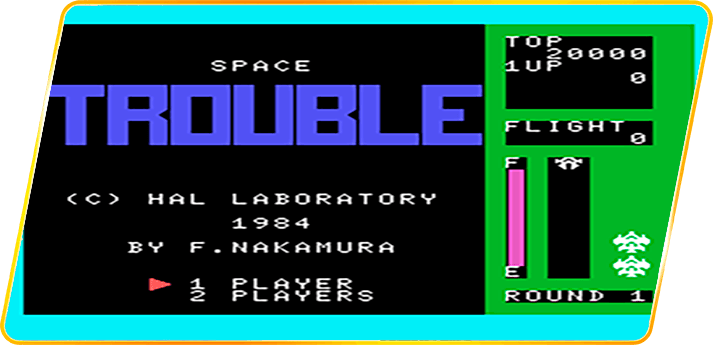 SPACE
TROUBLE
(C) HAL LABORATORY
1984
BY F.NAKAMURA
1 PLAYER
2 PLAYERS
TOP
20000
1UP
0
FLIGHT
0
F
E
ROUND 1